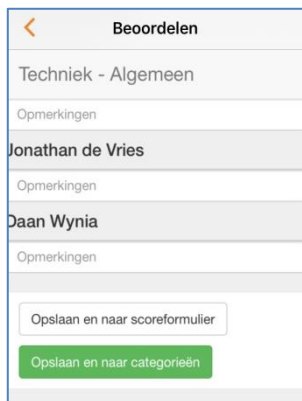 Beoordelen
Techniek - Algemeen
Opmerkingen
Jonathan de Vries
Opmerkingen
Daan Wynia
Opmerkingen
Opslaan en naar scoreformulier
Opslaan en naar categorieën